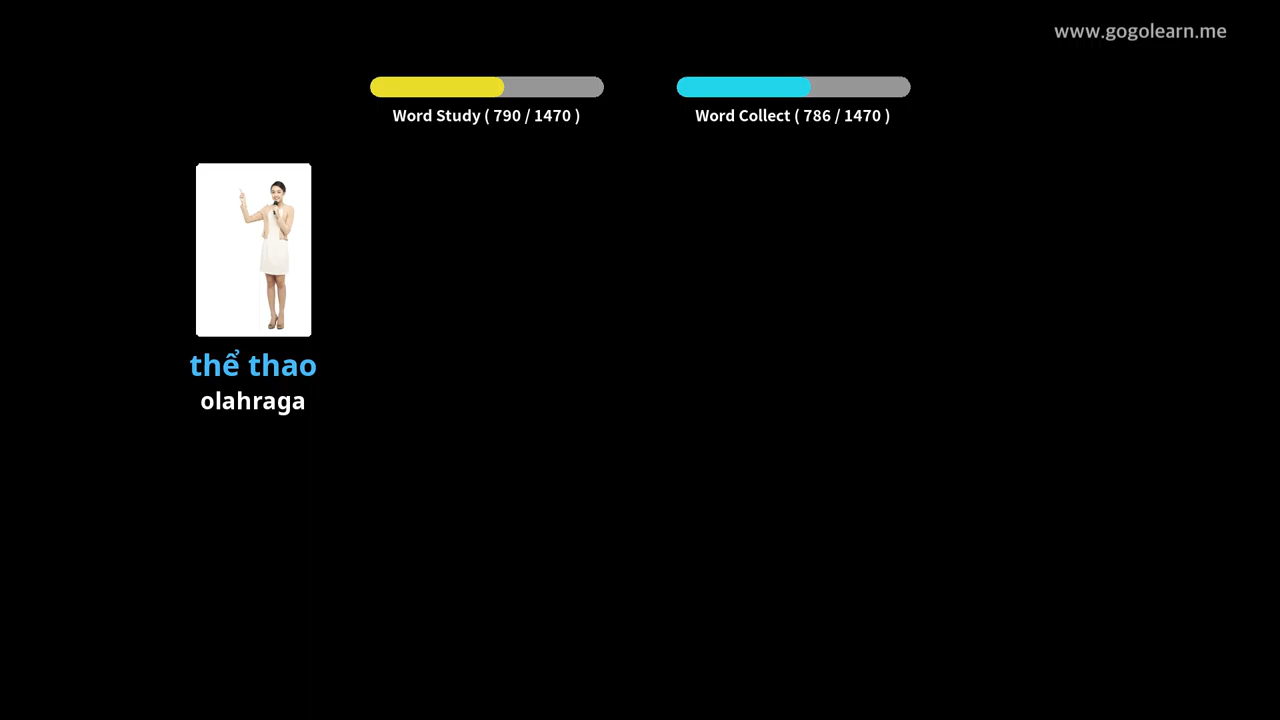 www.gogolearn.me
Word Study ( 790 / 1470 )
Word Collect ( 786 / 1470 )
thể thao
olahraga